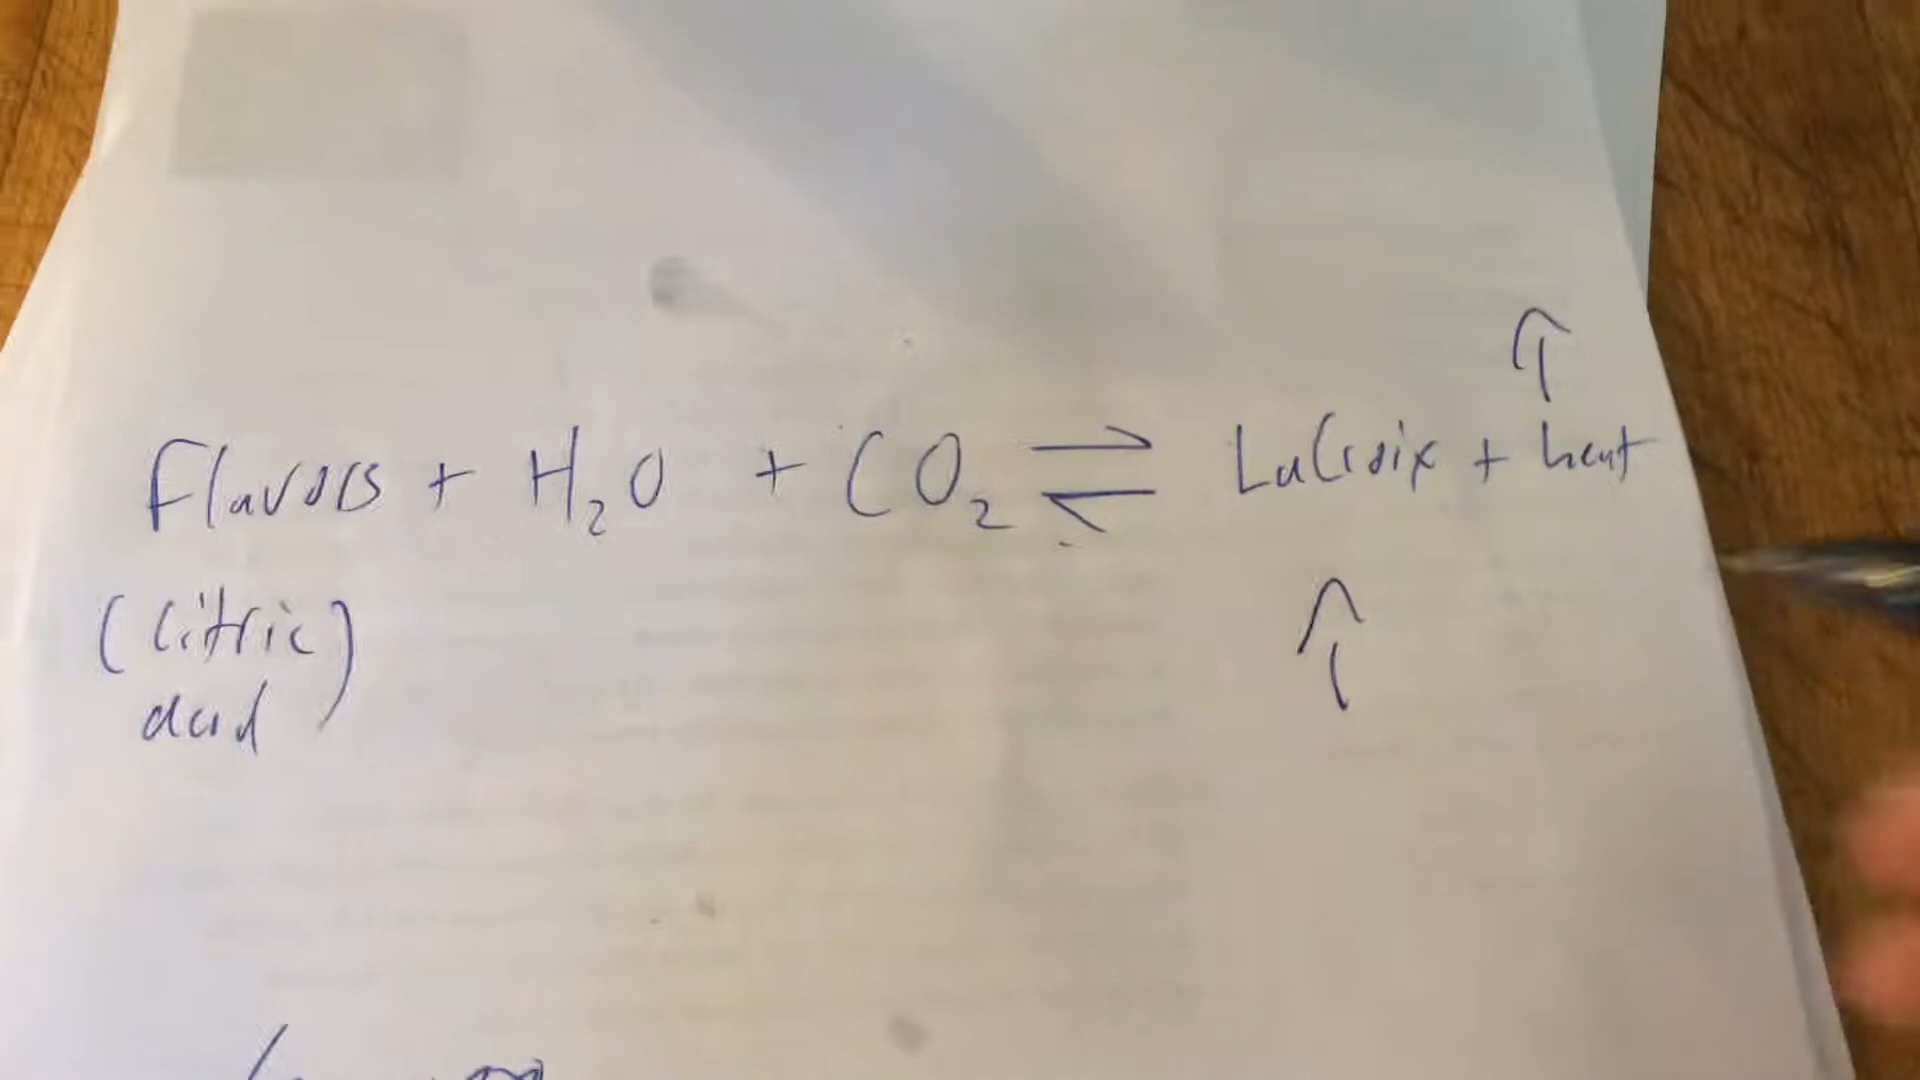 ↑
Flavors + H₂O + CO₂ ⇌ LaCroix + heat
↑
(Citric)
acid